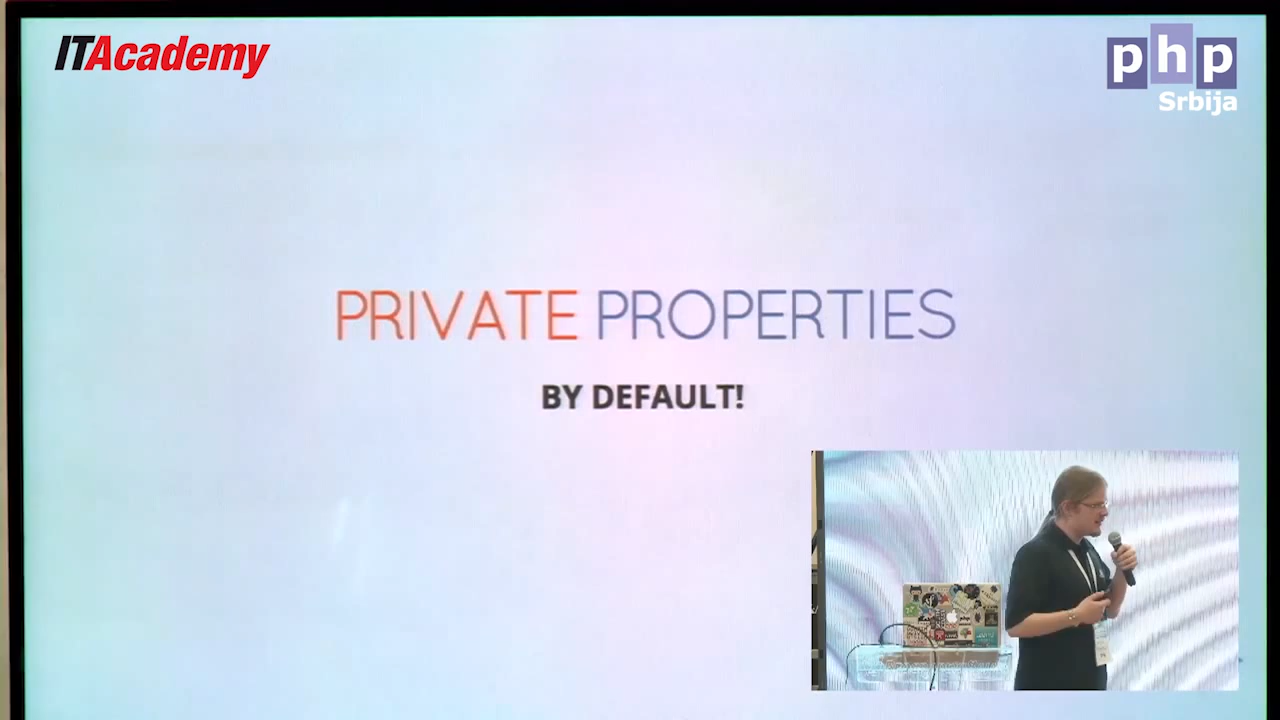 ITAcademy
php
Srbija
PRIVATE PROPERTIES
BY DEFAULT!